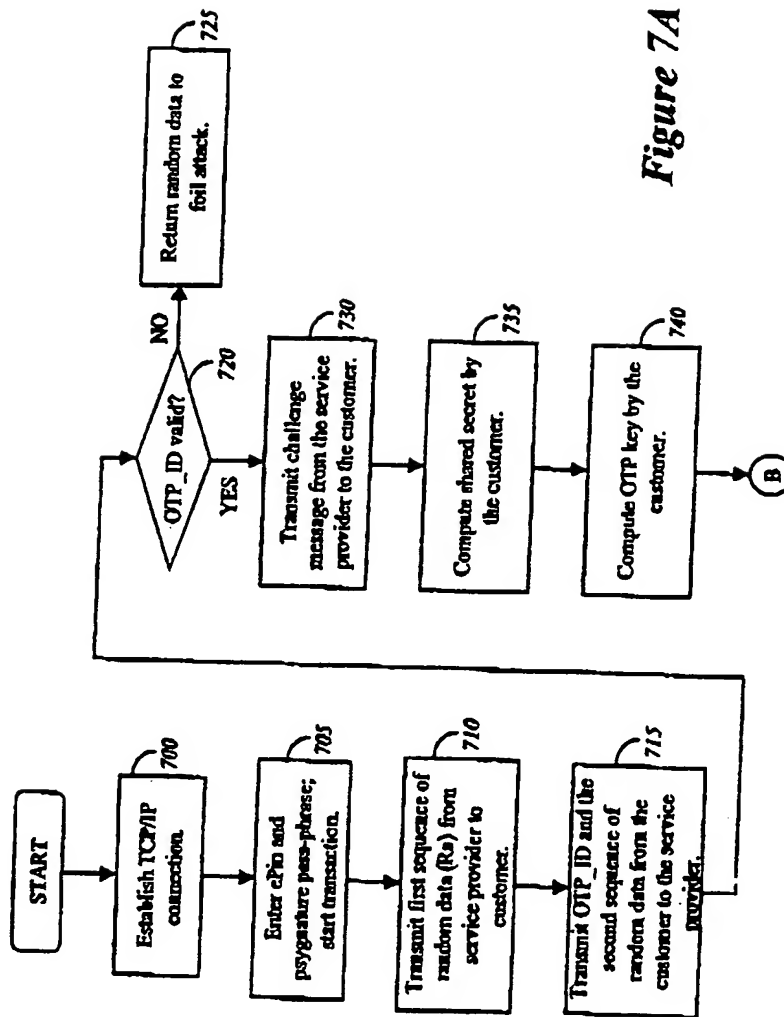 START
Establish TCP/IP
connection.
700
Enter ePin and
psygnature pass-phrase;
start transaction.
705
Transmit first sequence of
random data (Ra) from
service provider to
customer.
710
Transmit OTP_ID and the
second sequence of
random data from the
customer to the service
provider.
715
OTP_ID valid?
720
NO
YES
Return random data to
foil attack.
725
Transmit challenge
message from the service
provider to the customer.
730
Compute shared secret by
the customer.
735
Compute OTP key by the
customer.
740
B
Figure 7A